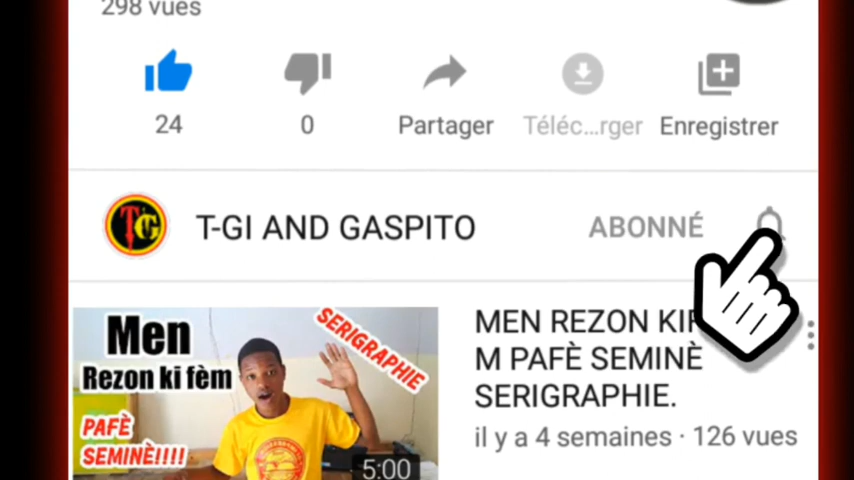 298 vues
24
0
Partager
Téléc...rger
Enregistrer
TG
T-GI AND GASPITO
ABONNÉ
Men
Rezon ki fèm
SERIGRAPHIE
PAFÈ
SEMINÈ!!!!
5:00
MEN REZON
M PAFÈ SEMINÈ
SERIGRAPHIE.
il y a 4 semaines · 126 vues